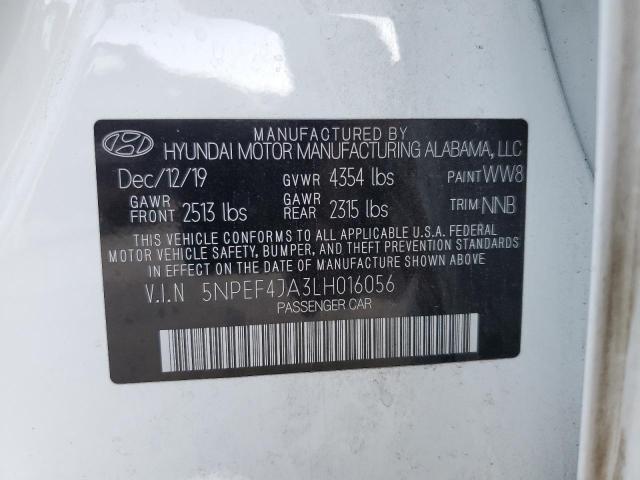 MANUFACTURED BY
HYUNDAI MOTOR MANUFACTURING ALABAMA, LLC
Dec/12/19 GVWR 4354 lbs PAINT WW8
GAWR FRONT 2513 lbs GAWR REAR 2315 lbs TRIM NNB
THIS VEHICLE CONFORMS TO ALL APPLICABLE U.S.A. FEDERAL
MOTOR VEHICLE SAFETY, BUMPER, AND THEFT PREVENTION STANDARDS
IN EFFECT ON THE DATE OF MANUFACTURE SHOWN ABOVE.
V.I.N 5NPEF4JA3LH016056
PASSENGER CAR